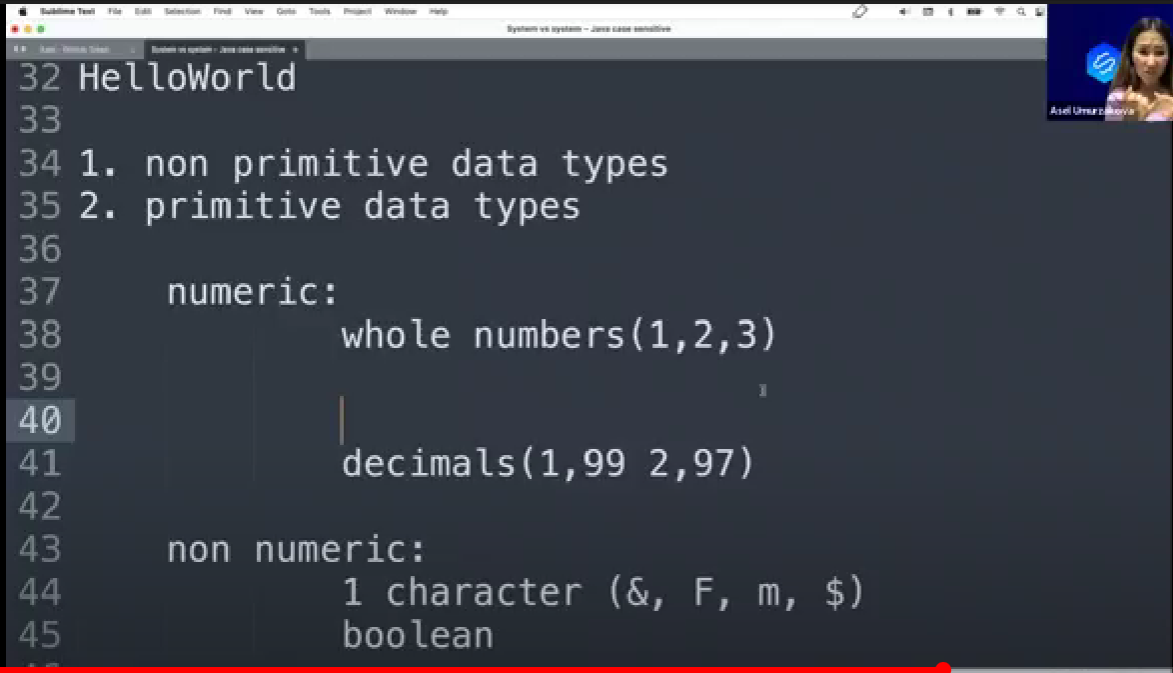 Sublime Text File Edit Selection Find View Goto Tools Project Window Help
System vs system – Java case sensitive
System vs system – Java case sensitive
Asel Umurzakova
32 HelloWorld
33
34 1. non primitive data types
35 2. primitive data types
36
37 numeric:
38 whole numbers(1,2,3)
39
40
41 decimals(1,99 2,97)
42
43 non numeric:
44 1 character (&, F, m, $)
45 boolean